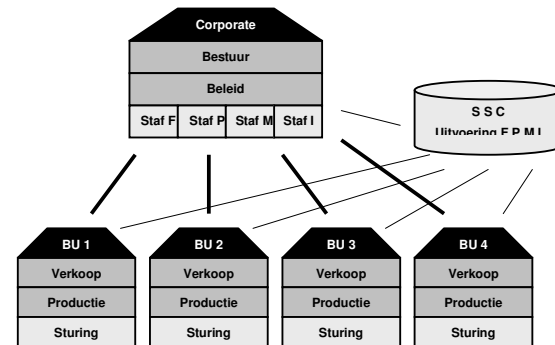 Corporate
Bestuur
Beleid
Staf F Staf P Staf M Staf I
S S C
Uitvoering F P M I
BU 1 BU 2 BU 3 BU 4
Verkoop Verkoop Verkoop Verkoop
Productie Productie Productie Productie
Sturing Sturing Sturing Sturing